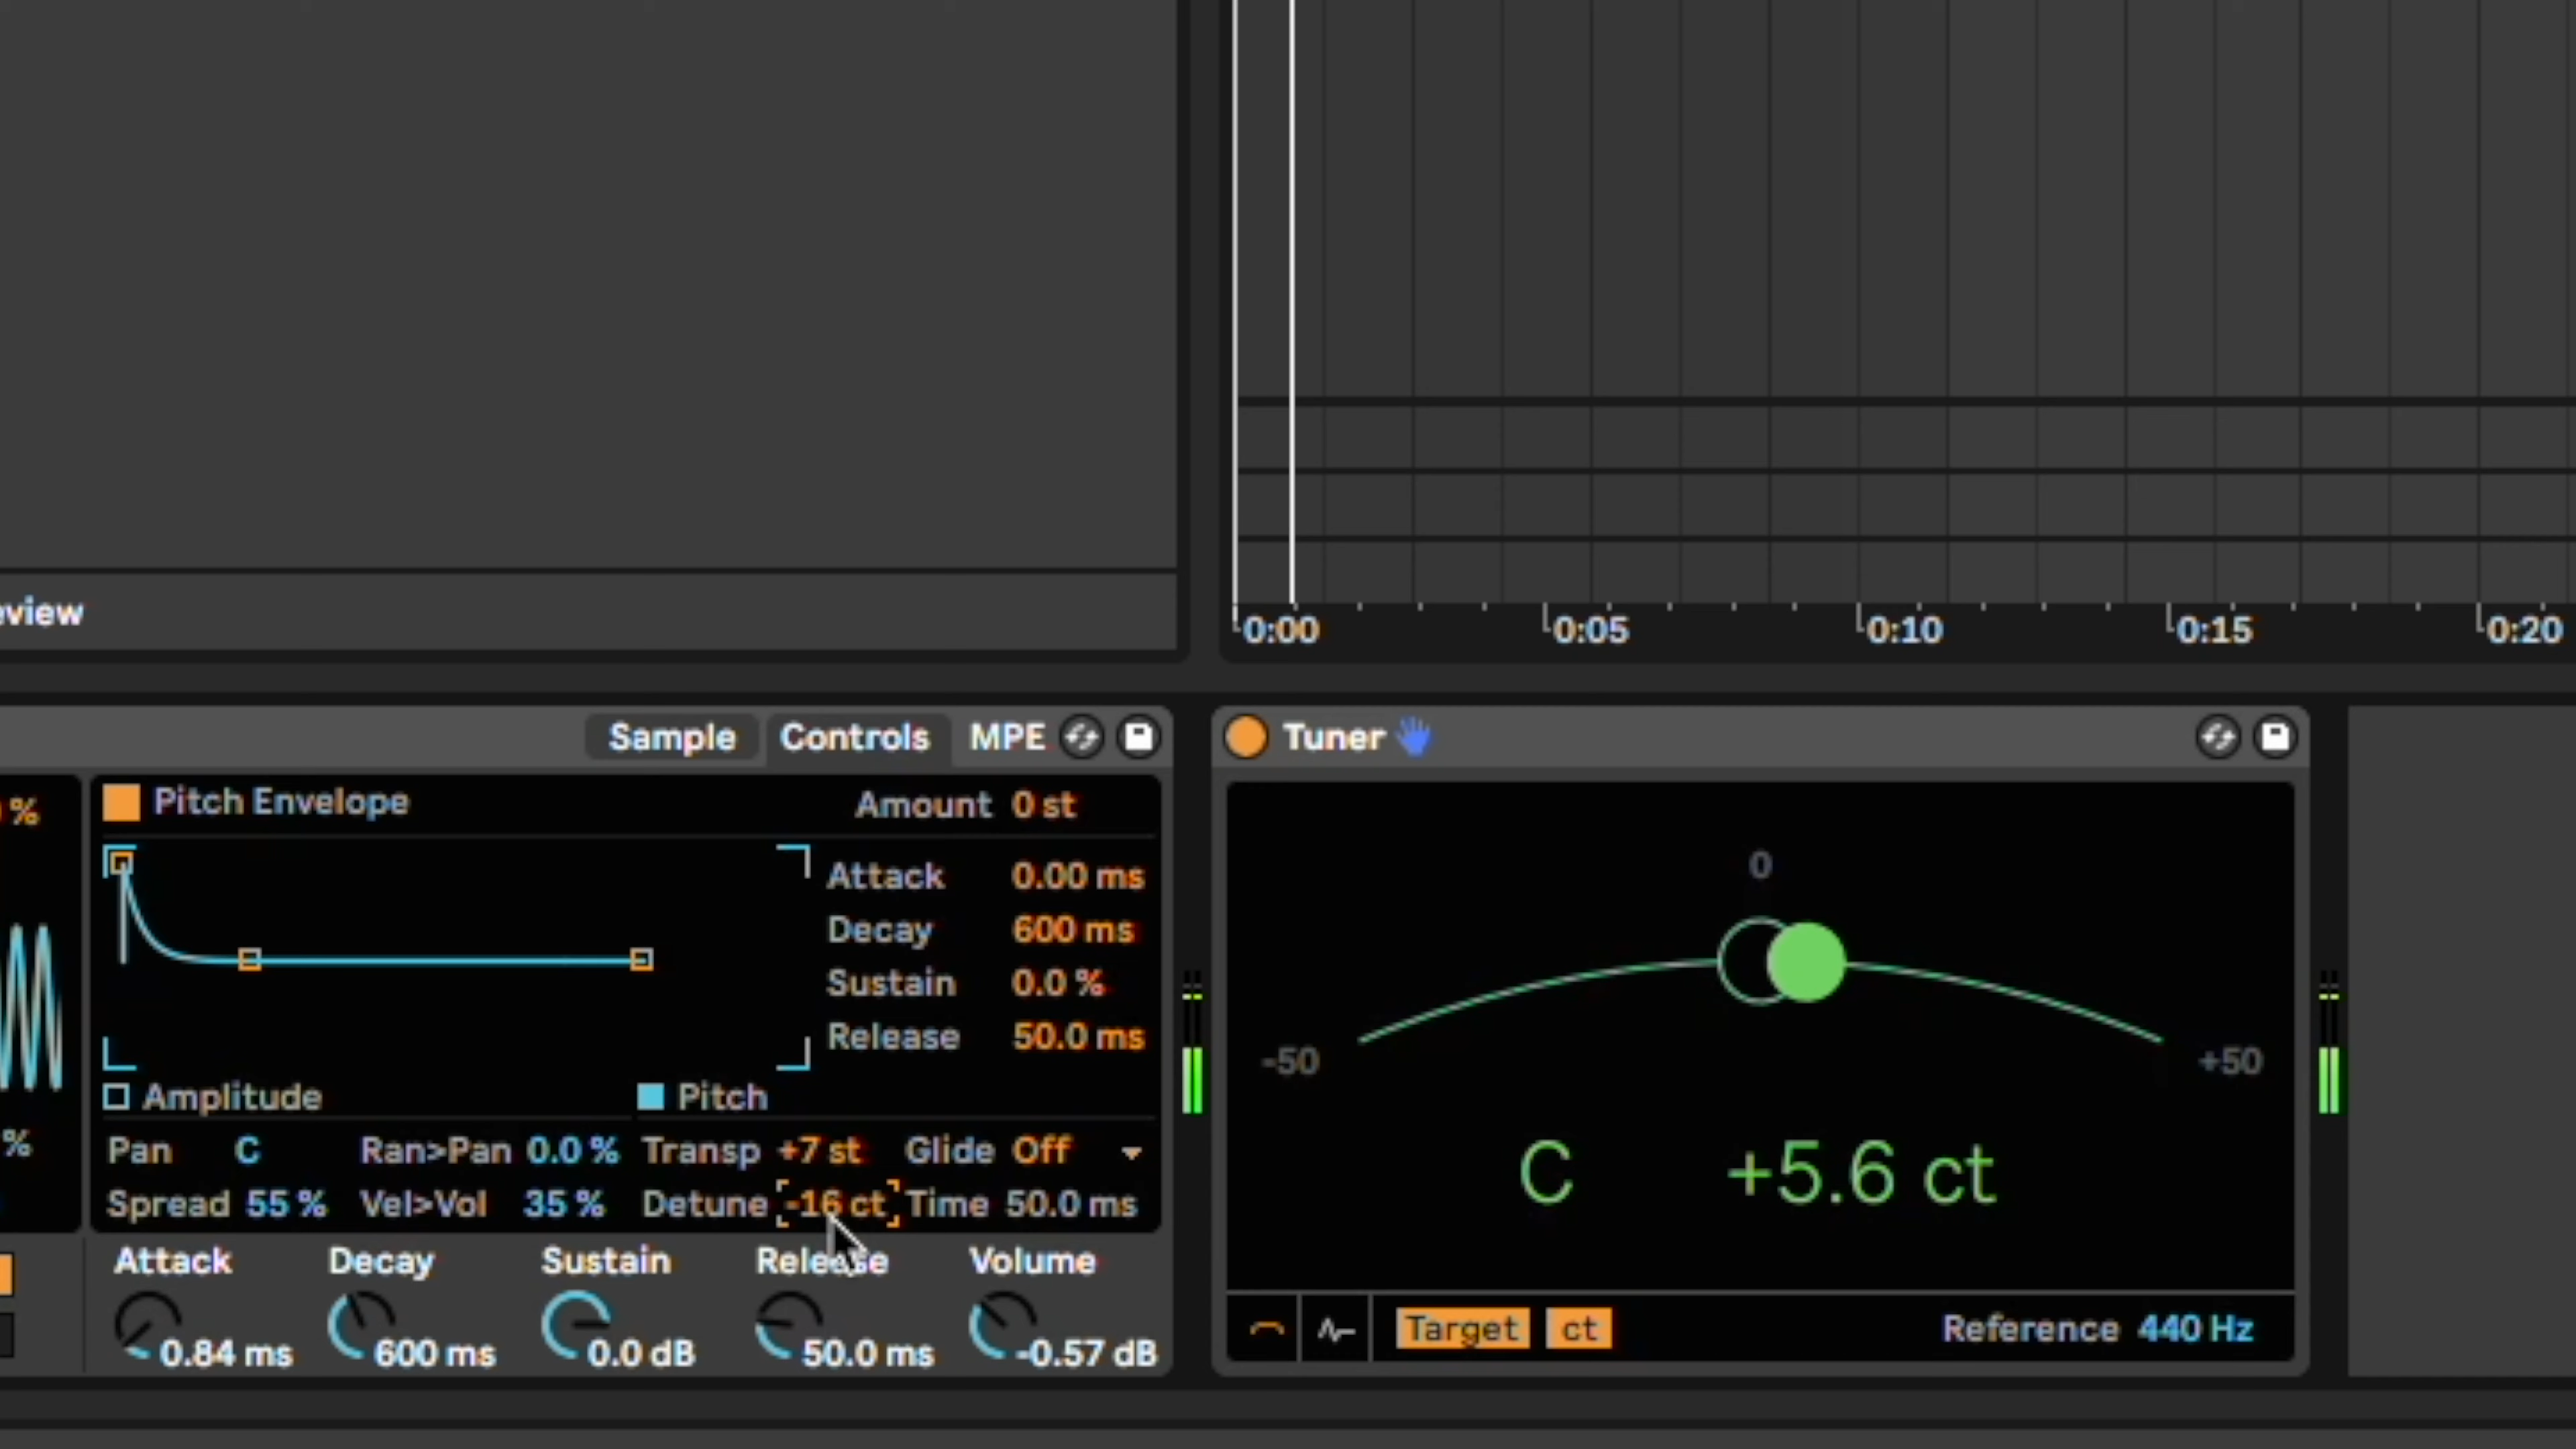 eview
0:00 0:05 0:10 0:15 0:20
Sample Controls MPE
Tuner
%
Pitch Envelope
Amount 0 st
Attack 0.00 ms
Decay 600 ms
Sustain 0.0 %
Release 50.0 ms
Amplitude
Pitch
%
Pan C Ran>Pan 0.0 % Transp +7 st Glide Off
Spread 55 % Vel>Vol 35 % Detune -16 ct Time 50.0 ms
Attack Decay Sustain Release Volume
0.84 ms 600 ms 0.0 dB 50.0 ms -0.57 dB
0
-50 +50
C +5.6 ct
Target ct Reference 440 Hz